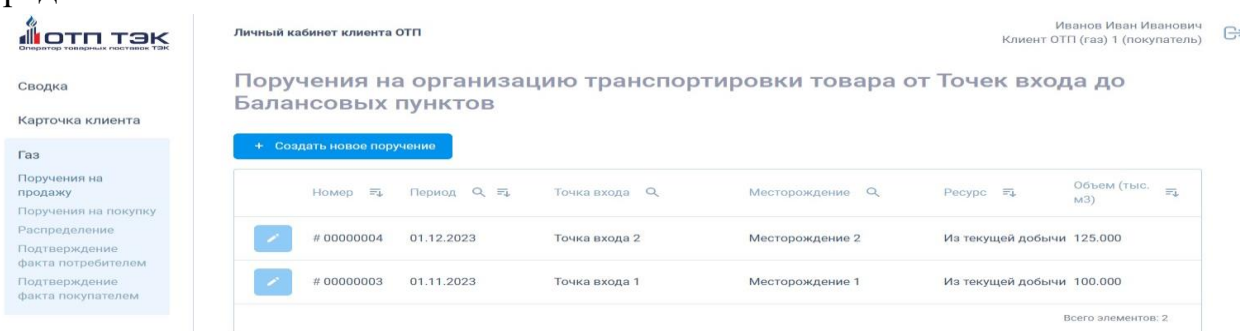 ОТП ТЭК
Оператор товарных поставок ТЭК
Личный кабинет клиента ОТП
Иванов Иван Иванович
Клиент ОТП (газ) 1 (покупатель)
Сводка
Карточка клиента
Газ
Поручения на
продажу
Поручения на покупку
Распределение
Подтверждение
факта потребителем
Подтверждение
факта покупателем
Поручения на организацию транспортировки товара от Точек входа до
Балансовых пунктов
+ Создать новое поручение
Номер Период Точка входа Месторождение Ресурс Объем (тыс. м3)
# 00000004 01.12.2023 Точка входа 2 Месторождение 2 Из текущей добычи 125.000
# 00000003 01.11.2023 Точка входа 1 Месторождение 1 Из текущей добычи 100.000
Всего элементов: 2